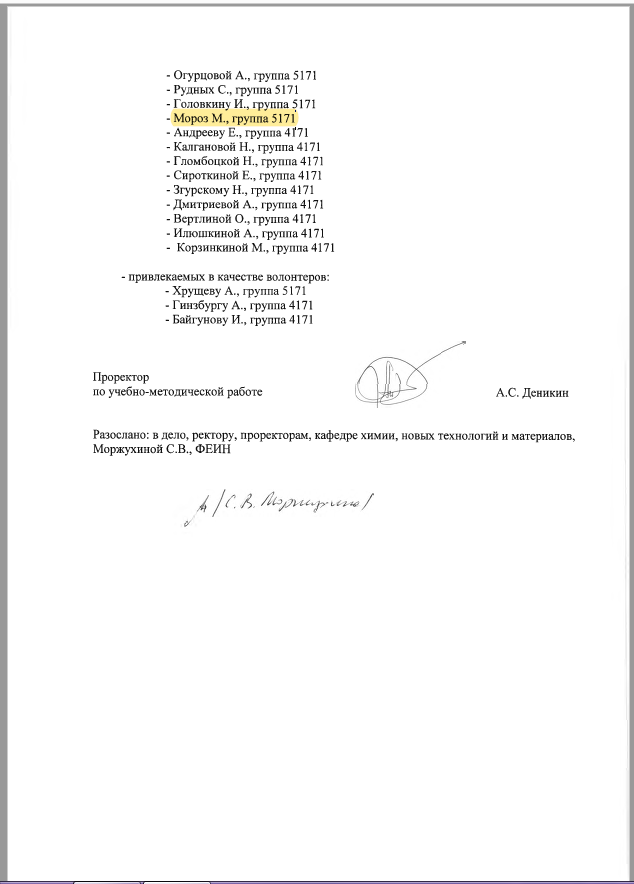 - Огурцовой А., группа 5171
- Рудных С., группа 5171
- Головкину И., группа 5171
- Мороз М., группа 5171
- Андрееву Е., группа 4171
- Калгановой Н., группа 4171
- Гломбоцкой Н., группа 4171
- Сироткиной Е., группа 4171
- Згурскому Н., группа 4171
- Дмитриевой А., группа 4171
- Вертлиной О., группа 4171
- Илюшкиной А., группа 4171
- Корзинкиной М., группа 4171
- привлекаемых в качестве волонтеров:
- Хрущеву А., группа 5171
- Гинзбургу А., группа 4171
- Байгунову И., группа 4171
Проректор
по учебно-методической работе
А.С. Деникин
Разослано: в дело, ректору, проректорам, кафедре химии, новых технологий и материалов,
Моржухиной С.В., ФЕИН
/ С. В. Моржухина /